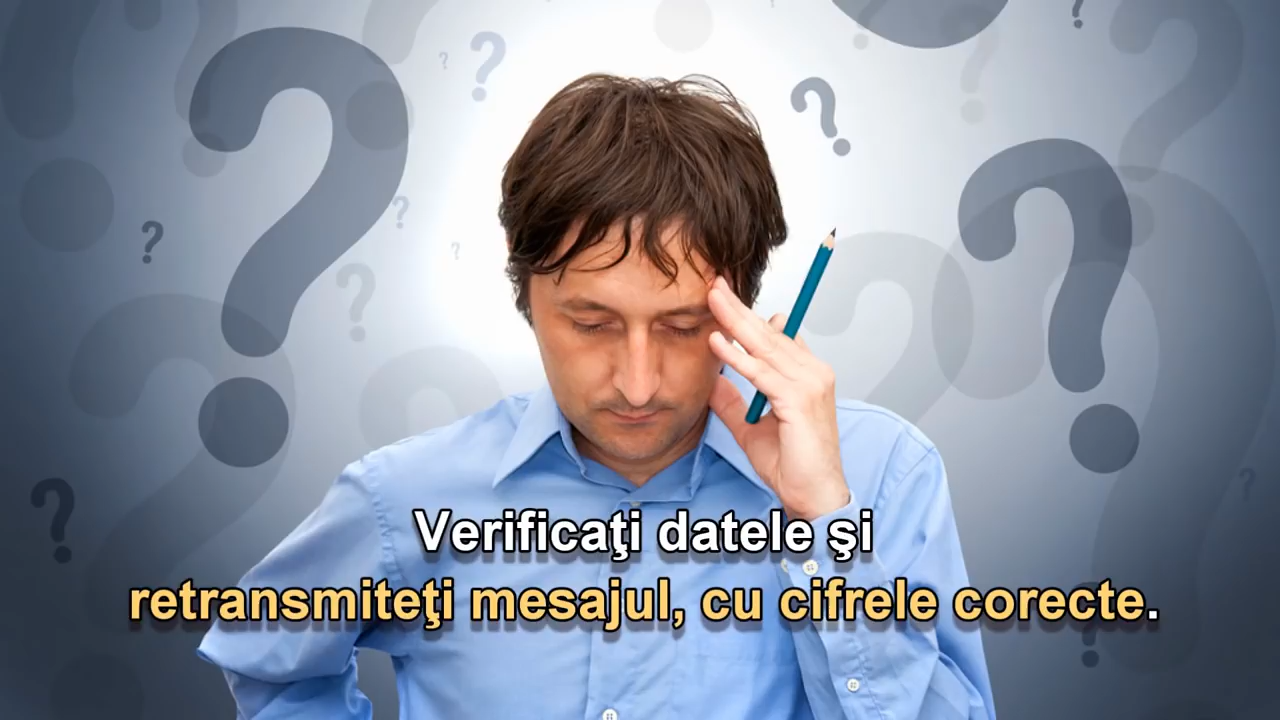 Verificaţi datele şi
retransmiteţi mesajul, cu cifrele corecte.